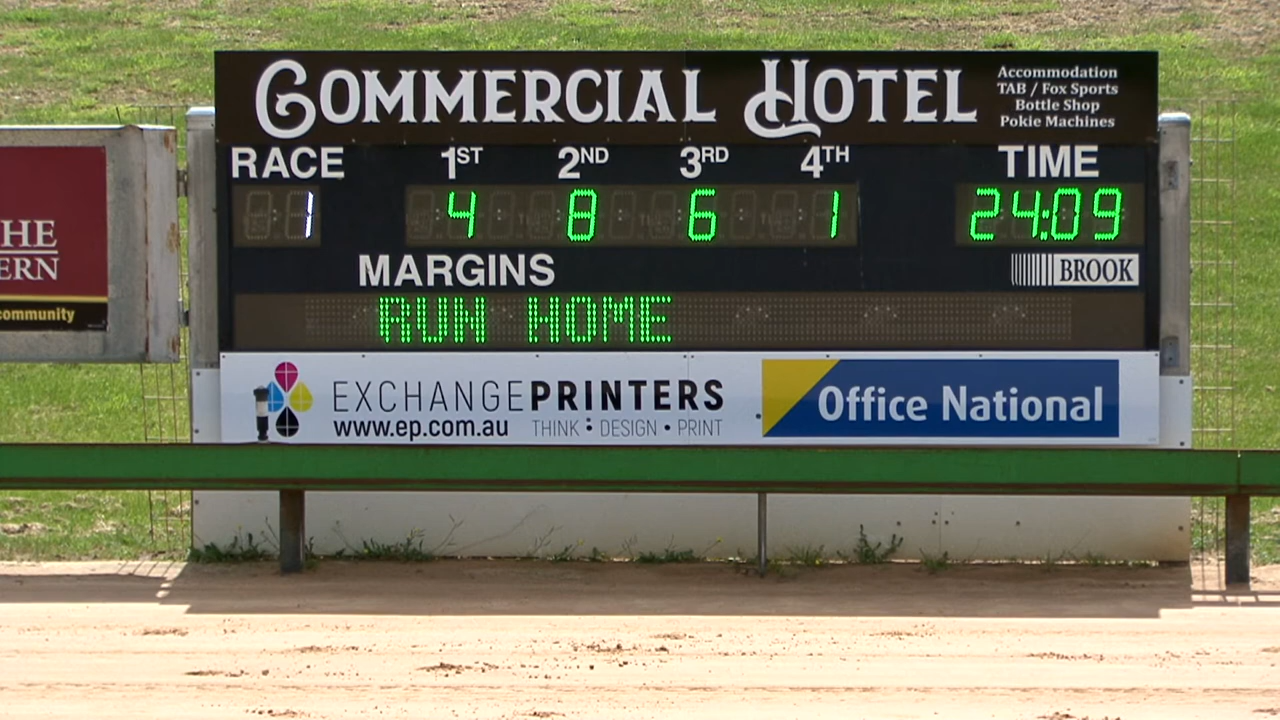 COMMERCIAL HOTEL
Accommodation
TAB / Fox Sports
Bottle Shop
Pokie Machines
RACE 1ST 2ND 3RD 4TH TIME
1 4 8 6 1 24:09
MARGINS
BROOK
RUN HOME
HE
ERN
community
EXCHANGEPRINTERS
www.ep.com.au THINK : DESIGN • PRINT
Office National